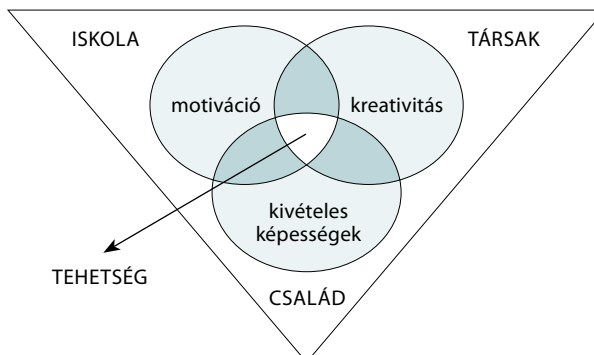 ISKOLA
TÁRSAK
motiváció
kreativitás
kivételes
képességek
TEHETSÉG
CSALÁD